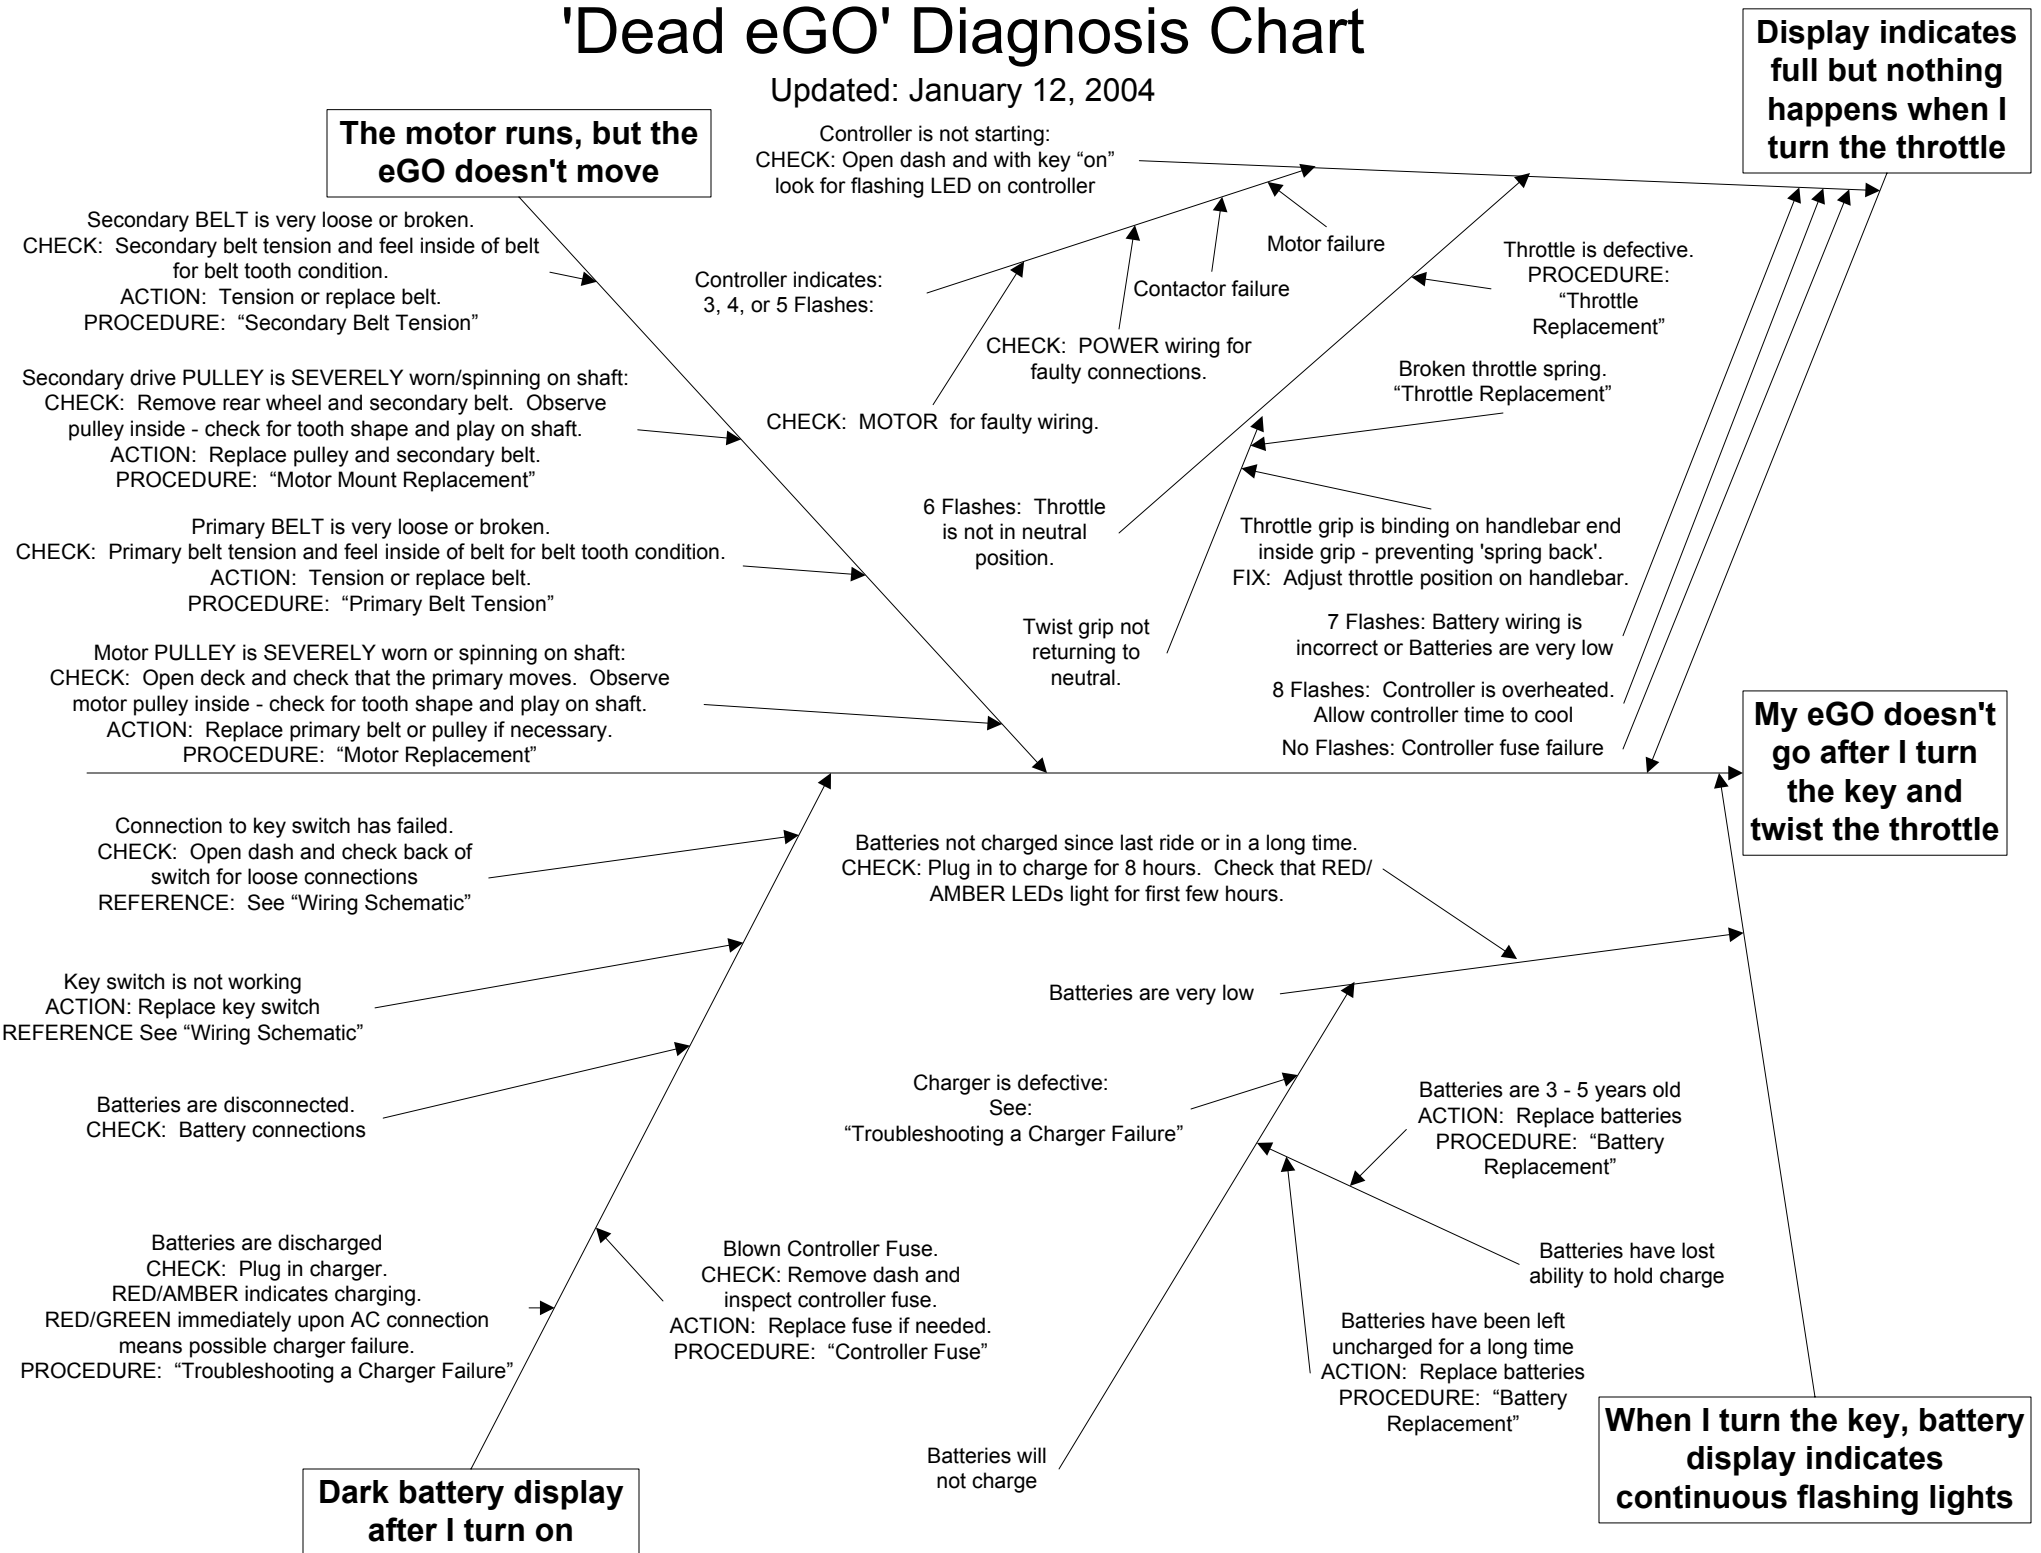 'Dead eGO' Diagnosis Chart
Updated: January 12, 2004
Display indicates
full but nothing
happens when I
turn the throttle
The motor runs, but the
eGO doesn't move
Controller is not starting:
CHECK: Open dash and with key “on”
look for flashing LED on controller
Secondary BELT is very loose or broken.
CHECK:  Secondary belt tension and feel inside of belt
for belt tooth condition.
ACTION:  Tension or replace belt.
PROCEDURE:  “Secondary Belt Tension”
Controller indicates:
3, 4, or 5 Flashes:
Motor failure
Contactor failure
Throttle is defective.
PROCEDURE:
“Throttle
Replacement”
CHECK:  POWER wiring for
faulty connections.
Broken throttle spring.
“Throttle Replacement”
CHECK:  MOTOR  for faulty wiring.
Secondary drive PULLEY is SEVERELY worn/spinning on shaft:
CHECK:  Remove rear wheel and secondary belt.  Observe
pulley inside - check for tooth shape and play on shaft.
ACTION:  Replace pulley and secondary belt.
PROCEDURE:  “Motor Mount Replacement”
6 Flashes:  Throttle
is not in neutral
position.
Throttle grip is binding on handlebar end
inside grip - preventing 'spring back'.
FIX:  Adjust throttle position on handlebar.
Primary BELT is very loose or broken.
CHECK:  Primary belt tension and feel inside of belt for belt tooth condition.
ACTION:  Tension or replace belt.
PROCEDURE:  “Primary Belt Tension”
Twist grip not
returning to
neutral.
7 Flashes: Battery wiring is
incorrect or Batteries are very low
8 Flashes:  Controller is overheated.
Allow controller time to cool
No Flashes: Controller fuse failure
Motor PULLEY is SEVERELY worn or spinning on shaft:
CHECK:  Open deck and check that the primary moves.  Observe
motor pulley inside - check for tooth shape and play on shaft.
ACTION:  Replace primary belt or pulley if necessary.
PROCEDURE:  “Motor Replacement”
My eGO doesn't
go after I turn
the key and
twist the throttle
Connection to key switch has failed.
CHECK:  Open dash and check back of
switch for loose connections
REFERENCE:  See “Wiring Schematic”
Batteries not charged since last ride or in a long time.
CHECK: Plug in to charge for 8 hours.  Check that RED/
AMBER LEDs light for first few hours.
Key switch is not working
ACTION: Replace key switch
REFERENCE See “Wiring Schematic”
Batteries are very low
Batteries are disconnected.
CHECK:  Battery connections
Charger is defective:
See:
“Troubleshooting a Charger Failure”
Batteries are 3 - 5 years old
ACTION:  Replace batteries
PROCEDURE:  “Battery
Replacement”
Batteries are discharged
CHECK:  Plug in charger.
RED/AMBER indicates charging.
RED/GREEN immediately upon AC connection
means possible charger failure.
PROCEDURE:  “Troubleshooting a Charger Failure”
Blown Controller Fuse.
CHECK: Remove dash and
inspect controller fuse.
ACTION:  Replace fuse if needed.
PROCEDURE:  “Controller Fuse”
Batteries have lost
ability to hold charge
Batteries have been left
uncharged for a long time
ACTION:  Replace batteries
PROCEDURE:  “Battery
Replacement”
Batteries will
not charge
Dark battery display
after I turn on
When I turn the key, battery
display indicates
continuous flashing lights